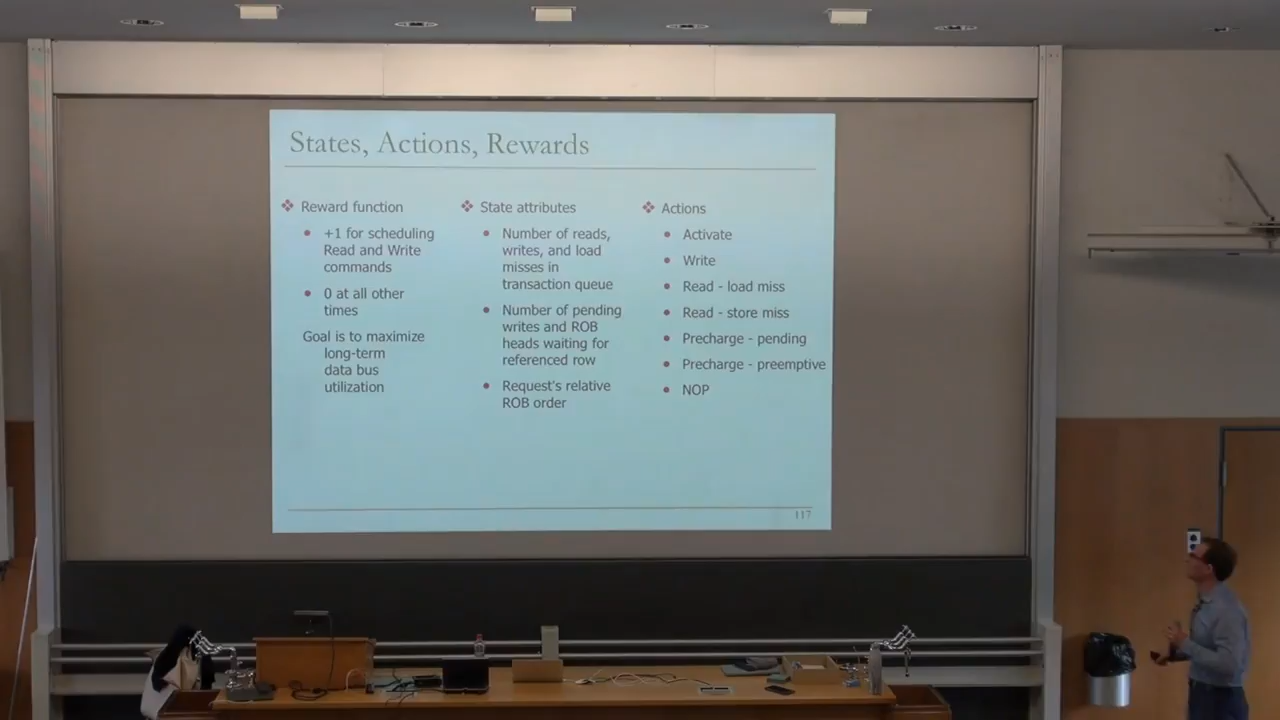 States, Actions, Rewards
❖ Reward function
• +1 for scheduling
Read and Write
commands
• 0 at all other
times
Goal is to maximize
long-term
data bus
utilization
❖ State attributes
• Number of reads,
writes, and load
misses in
transaction queue
• Number of pending
writes and ROB
heads waiting for
referenced row
• Request's relative
ROB order
❖ Actions
• Activate
• Write
• Read - load miss
• Read - store miss
• Precharge - pending
• Precharge - preemptive
• NOP
117